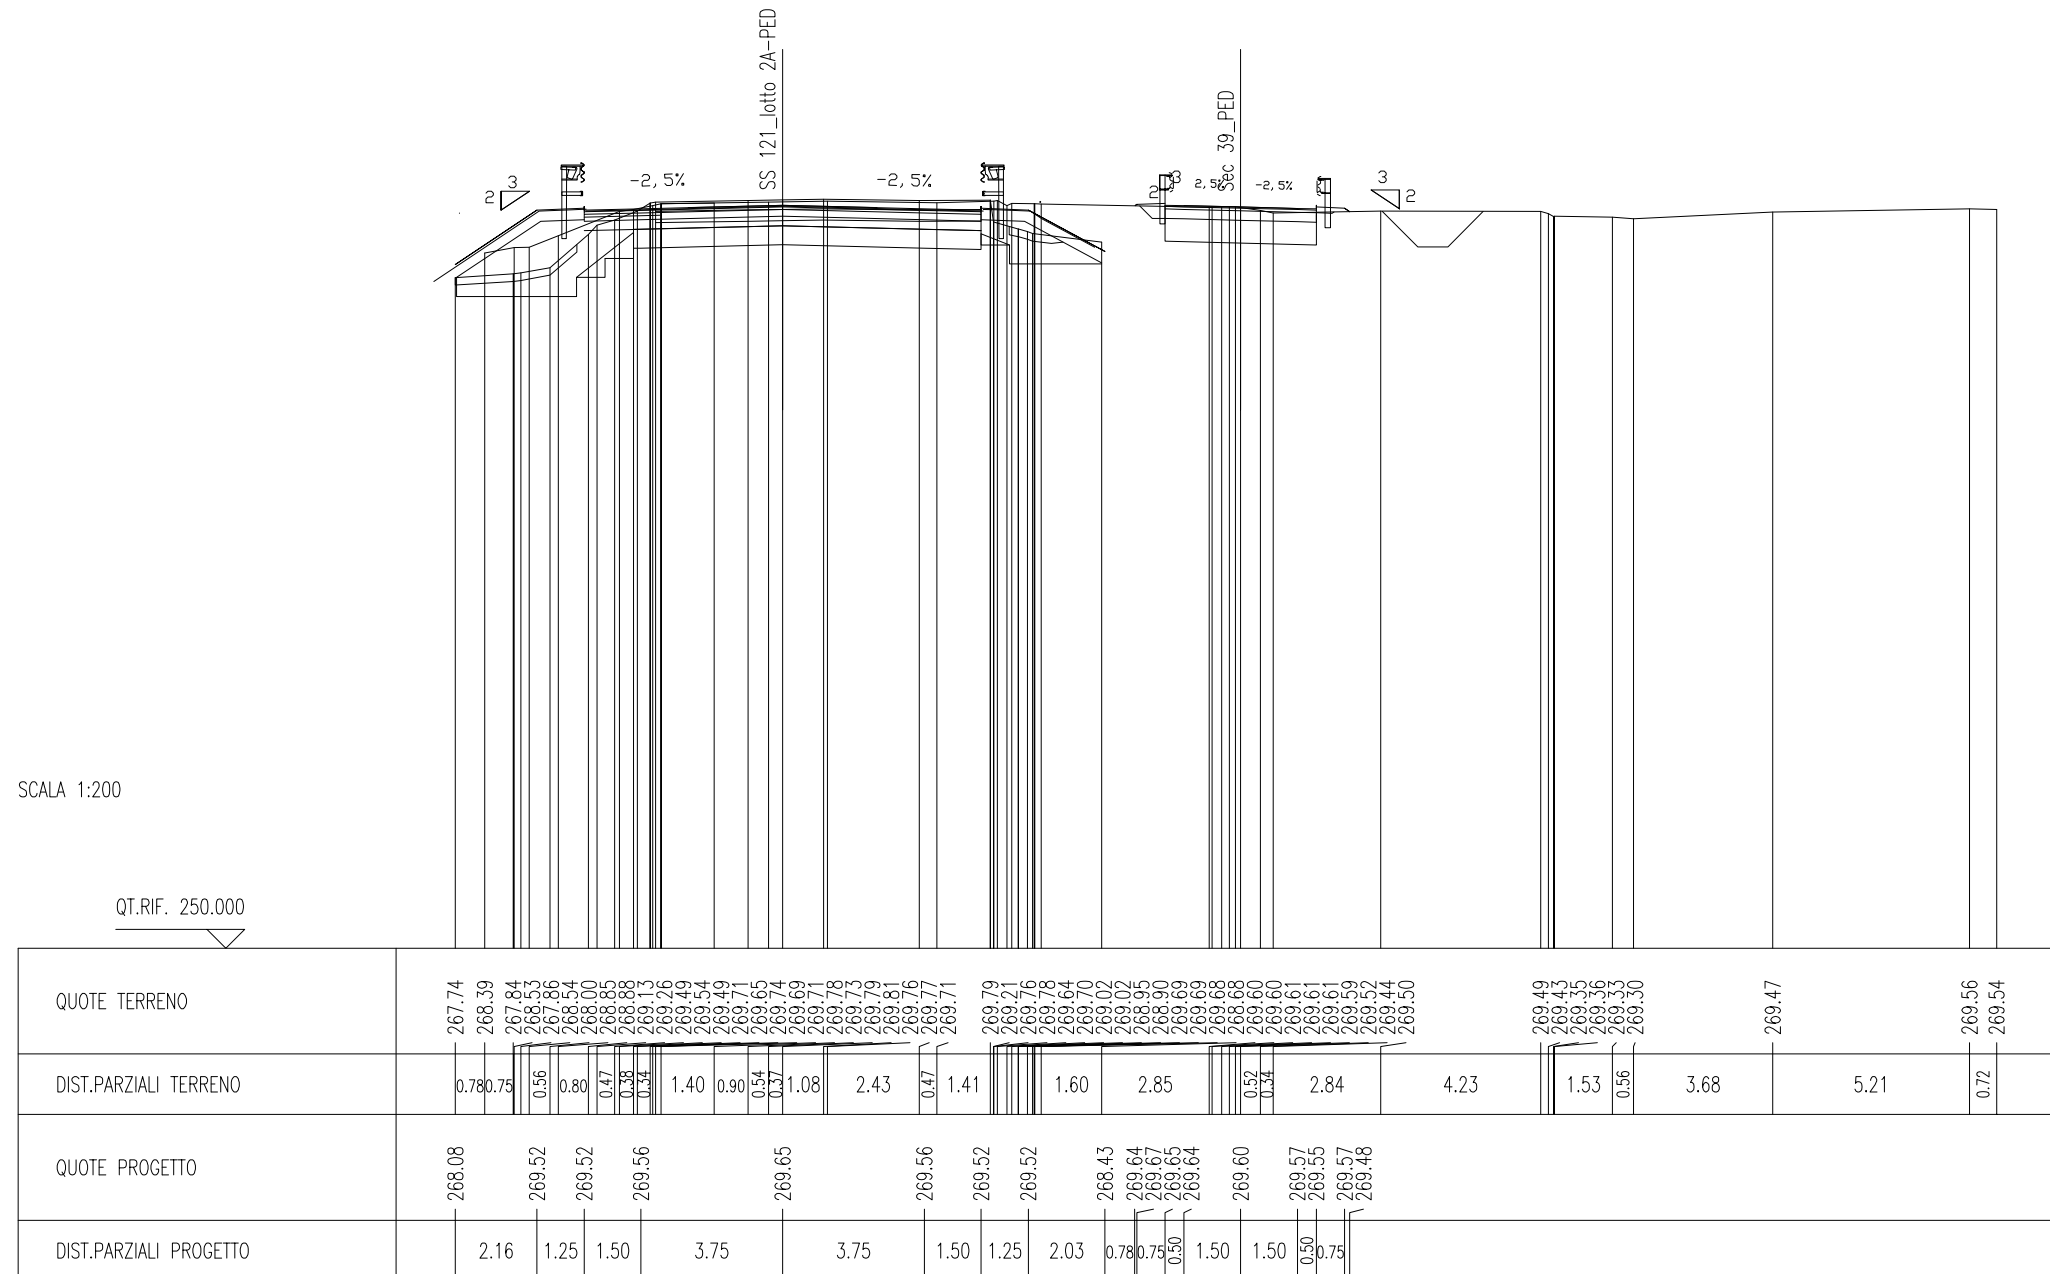 SS 121_lotto 2A-PED
Sec 39_PED
2
3
-2,5%
-2,5%
2
3
2,5%
-2,5%
3
2
SCALA 1:200
QT.RIF. 250.000
QUOTE TERRENO
267.74 268.39 267.84 268.53 267.86 268.54 268.00 268.85 268.88 269.13 269.26 269.49 269.54 269.49 269.71 269.65 269.74 269.69 269.71 269.78 269.73 269.79 269.81 269.76 269.77 269.71 269.79 269.21 269.76 269.78 269.64 269.70 269.02 269.02 268.95 268.90 269.69 269.69 269.68 268.68 269.60 269.60 269.61 269.61 269.61 269.59 269.52 269.44 269.50 269.49 269.43 269.35 269.36 269.33 269.30 269.47 269.56 269.54
DIST.PARZIALI TERRENO
0.78 0.75 0.56 0.80 0.47 0.38 0.34 1.40 0.90 0.54 0.37 1.08 2.43 0.47 1.41 1.60 2.85 0.52 0.34 2.84 4.23 1.53 0.56 3.68 5.21 0.72
QUOTE PROGETTO
268.08 269.52 269.52 269.56 269.65 269.56 269.52 269.52 268.43 269.64 269.67 269.65 269.64 269.60 269.57 269.55 269.57 269.48
DIST.PARZIALI PROGETTO
2.16 1.25 1.50 3.75 3.75 1.50 1.25 2.03 0.78 0.75 0.50 1.50 1.50 0.50 0.75